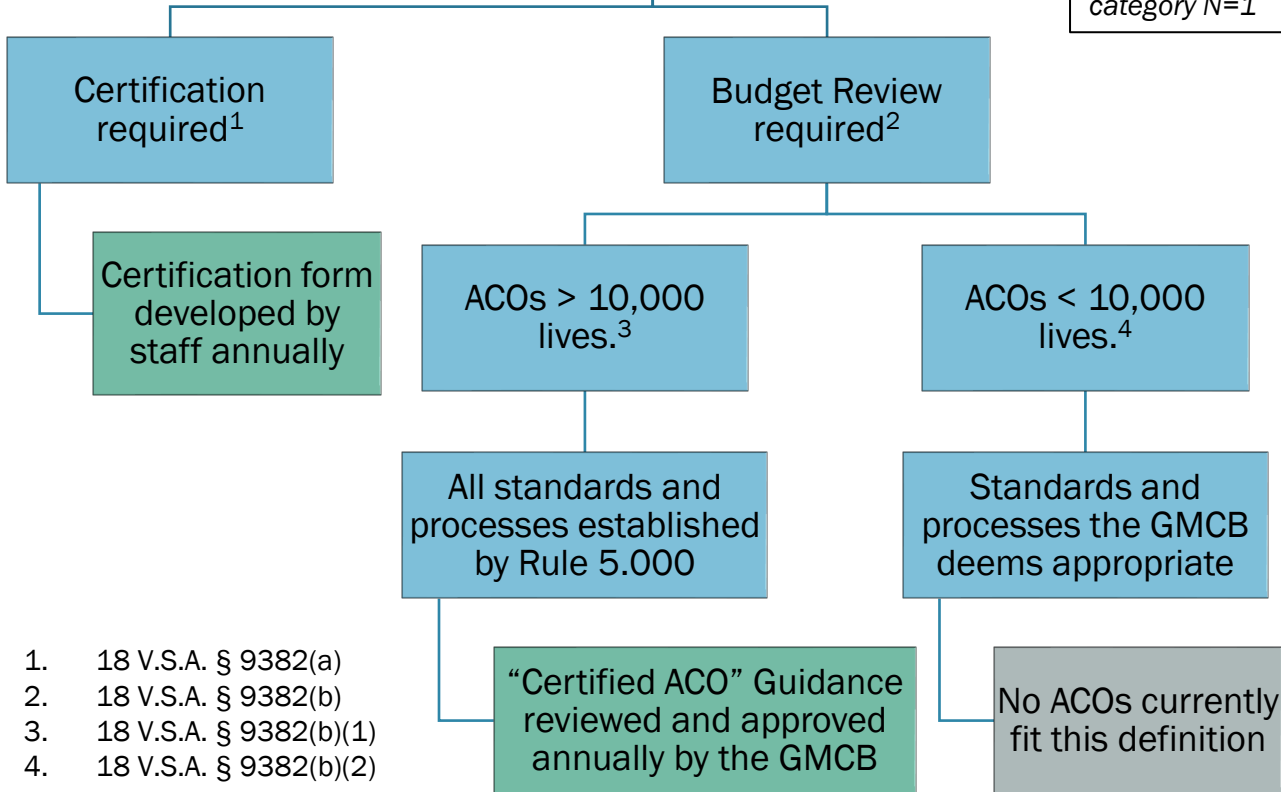 category N=1
Certification
required1
Budget Review
required2
Certification form
developed by
staff annually
ACOs > 10,000
lives.3
ACOs < 10,000
lives.4
All standards and
processes established
by Rule 5.000
Standards and
processes the GMCB
deems appropriate
“Certified ACO” Guidance
reviewed and approved
annually by the GMCB
No ACOs currently
fit this definition
1. 18 V.S.A. § 9382(a)
2. 18 V.S.A. § 9382(b)
3. 18 V.S.A. § 9382(b)(1)
4. 18 V.S.A. § 9382(b)(2)